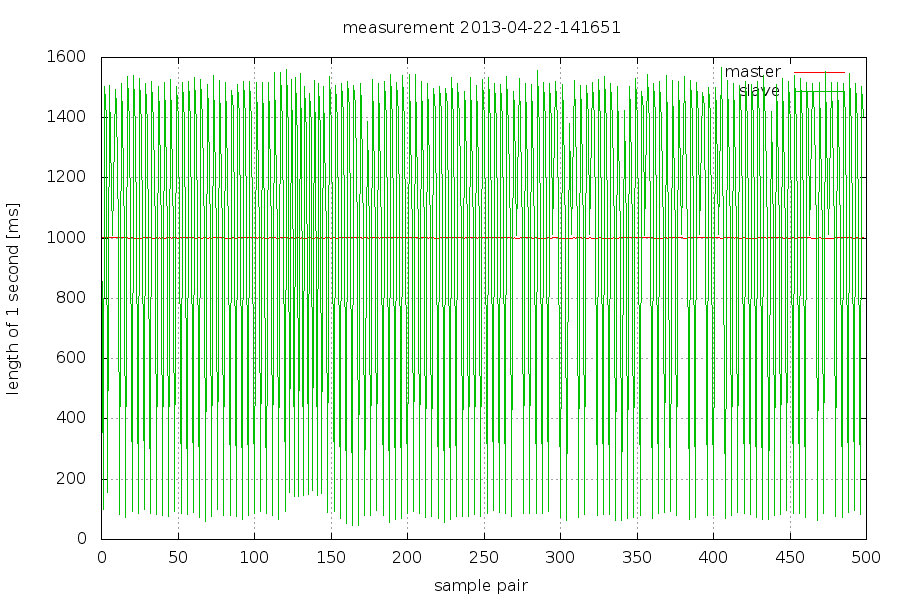 measurement 2013-04-22-141651
1600
1400
1200
1000
800
600
400
200
0
length of 1 second [ms]
master
slave
0 50 100 150 200 250 300 350 400 450 500
sample pair